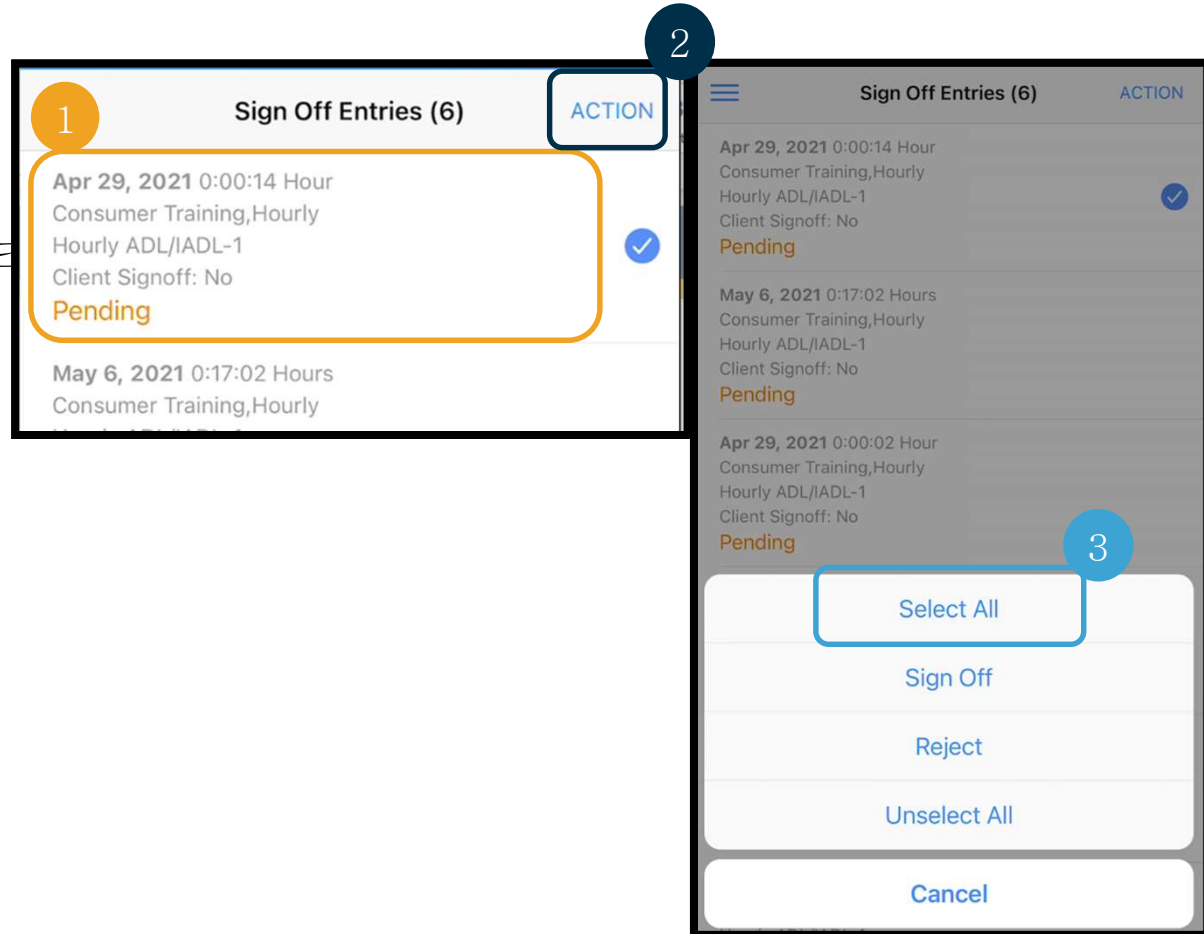 2
1
Sign Off Entries (6)
ACTION
Apr 29, 2021 0:00:14 Hour
Consumer Training,Hourly
Hourly ADL/IADL-1
Client Signoff: No
Pending
May 6, 2021 0:17:02 Hours
Consumer Training,Hourly
Sign Off Entries (6)
ACTION
Apr 29, 2021 0:00:14 Hour
Consumer Training,Hourly
Hourly ADL/IADL-1
Client Signoff: No
Pending
May 6, 2021 0:17:02 Hours
Consumer Training,Hourly
Hourly ADL/IADL-1
Client Signoff: No
Pending
Apr 29, 2021 0:00:02 Hour
Consumer Training,Hourly
Hourly ADL/IADL-1
Client Signoff: No
Pending
3
Select All
Sign Off
Reject
Unselect All
Cancel